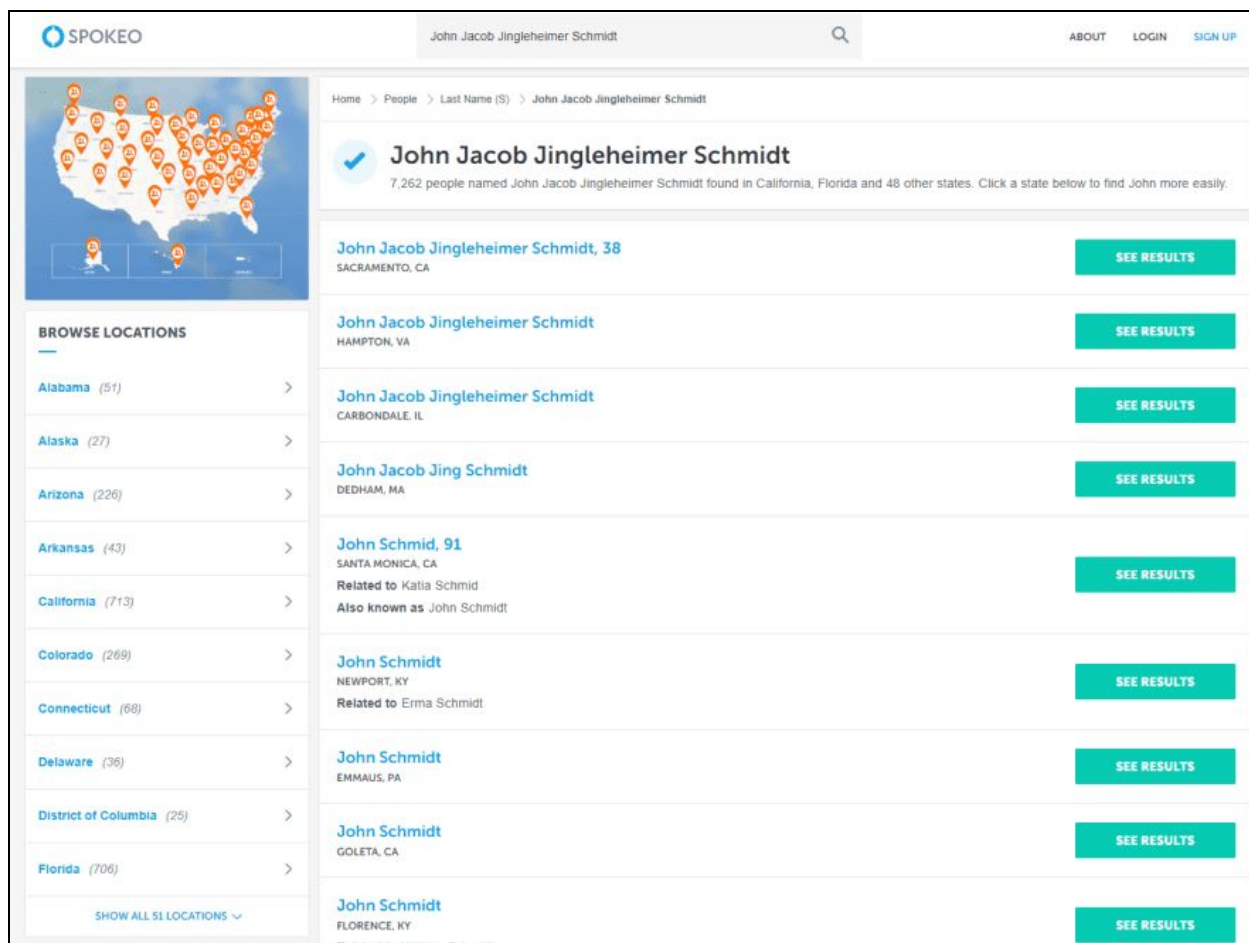 SPOKEO
John Jacob Jingleheimer Schmidt
ABOUT LOGIN SIGN UP
Home > People > Last Name (S) > John Jacob Jingleheimer Schmidt
John Jacob Jingleheimer Schmidt
7,262 people named John Jacob Jingleheimer Schmidt found in California, Florida and 48 other states. Click a state below to find John more easily.
BROWSE LOCATIONS
Alabama (51)
Alaska (27)
Arizona (226)
Arkansas (43)
California (713)
Colorado (269)
Connecticut (68)
Delaware (36)
District of Columbia (25)
Florida (706)
SHOW ALL 51 LOCATIONS
John Jacob Jingleheimer Schmidt, 38
SACRAMENTO, CA
SEE RESULTS
John Jacob Jingleheimer Schmidt
HAMPTON, VA
SEE RESULTS
John Jacob Jingleheimer Schmidt
CARBONDALE, IL
SEE RESULTS
John Jacob Jing Schmidt
DEDHAM, MA
SEE RESULTS
John Schmid, 91
SANTA MONICA, CA
Related to Katia Schmid
Also known as John Schmidt
SEE RESULTS
John Schmidt
NEWPORT, KY
Related to Erma Schmidt
SEE RESULTS
John Schmidt
EMMAUS, PA
SEE RESULTS
John Schmidt
GOLETA, CA
SEE RESULTS
John Schmidt
FLORENCE, KY
SEE RESULTS